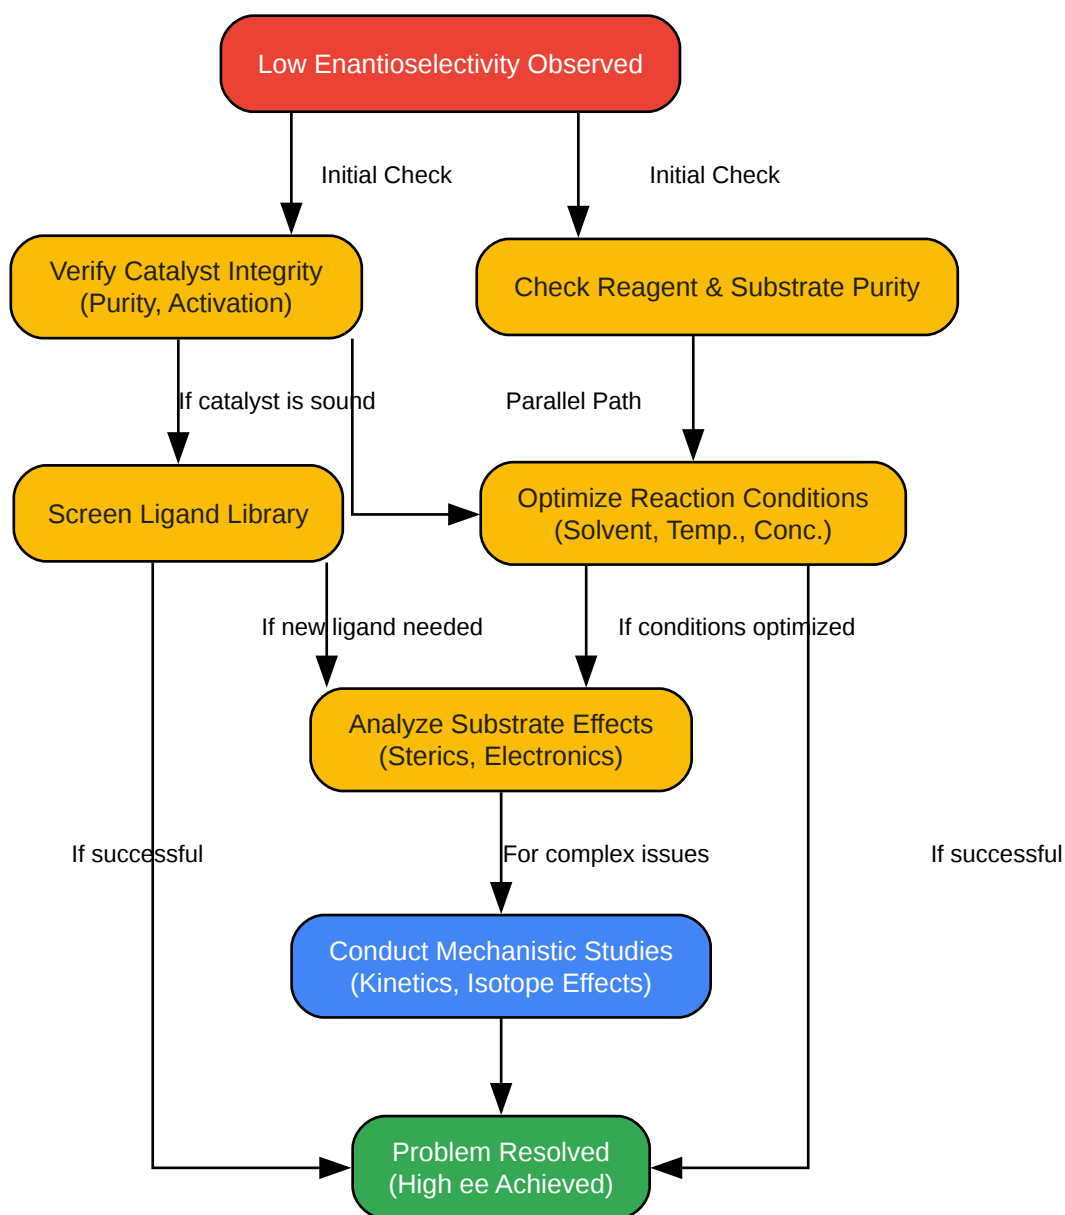 Low Enantioselectivity Observed
Initial Check
Initial Check
Verify Catalyst Integrity
(Purity, Activation)
Check Reagent & Substrate Purity
If catalyst is sound
Parallel Path
Screen Ligand Library
Optimize Reaction Conditions
(Solvent, Temp., Conc.)
If new ligand needed
If conditions optimized
Analyze Substrate Effects
(Sterics, Electronics)
If successful
For complex issues
If successful
Conduct Mechanistic Studies
(Kinetics, Isotope Effects)
Problem Resolved
(High ee Achieved)